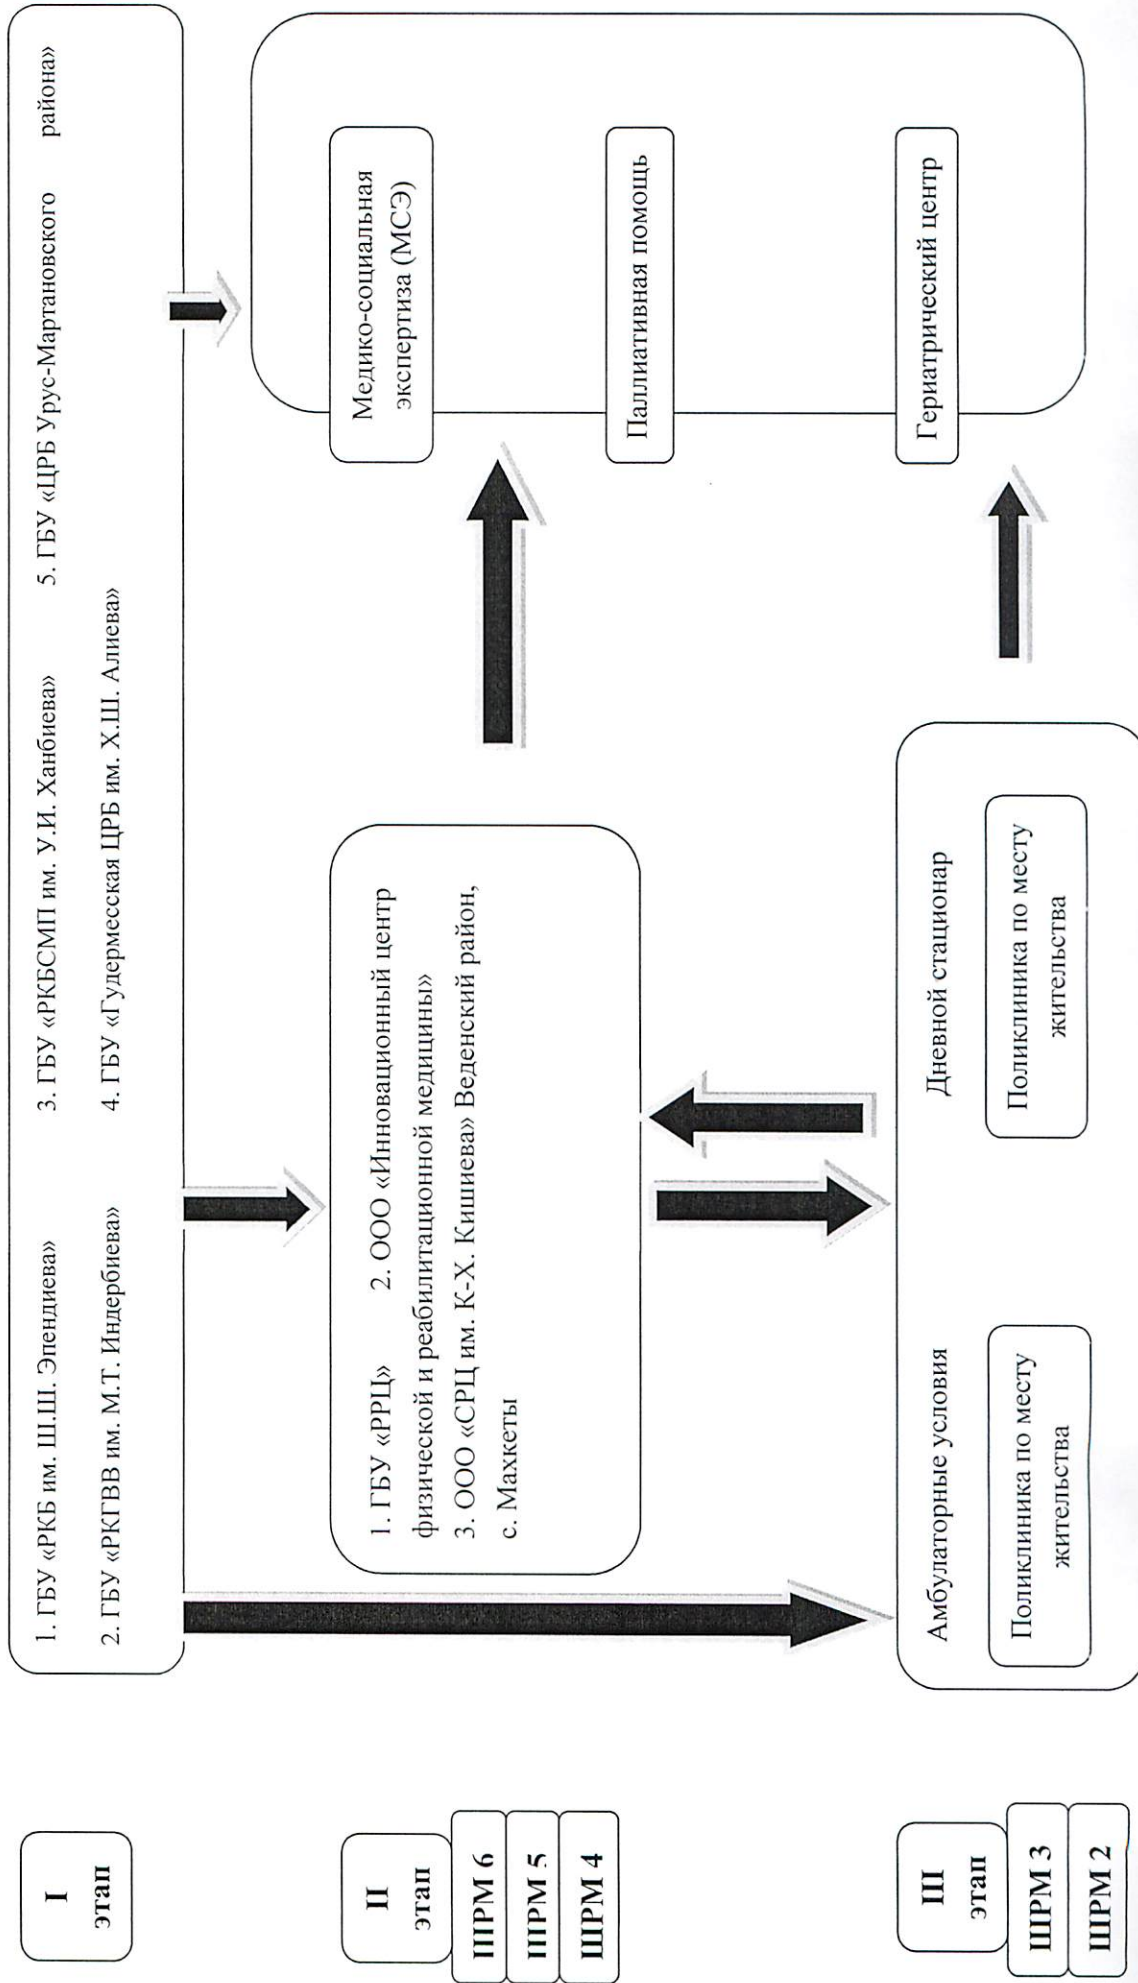 I
этап
1. ГБУ «РКБ им. Ш.Ш. Эпендиева»
3. ГБУ «РКБСМП им. У.И. Ханбиева»
5. ГБУ «ЦРБ Урус-Мартановского района»
2. ГБУ «РКГВВ им. М.Т. Индербиева»
4. ГБУ «Гудермесская ЦРБ им. Х.Ш. Алиева»
II
этап
ШРМ 6
ШРМ 5
ШРМ 4
1. ГБУ «РРЦ» 2. ООО «Инновационный центр
физической и реабилитационной медицины»
3. ООО «СРЦ им. К-Х. Кишиева» Веденский район,
с. Махкеты
Медико-социальная
экспертиза (МСЭ)
Паллиативная помощь
Гериатрический центр
III
этап
ШРМ 3
ШРМ 2
Амбулаторные условия
Поликлиника по месту
жительства
Дневной стационар
Поликлиника по месту
жительства